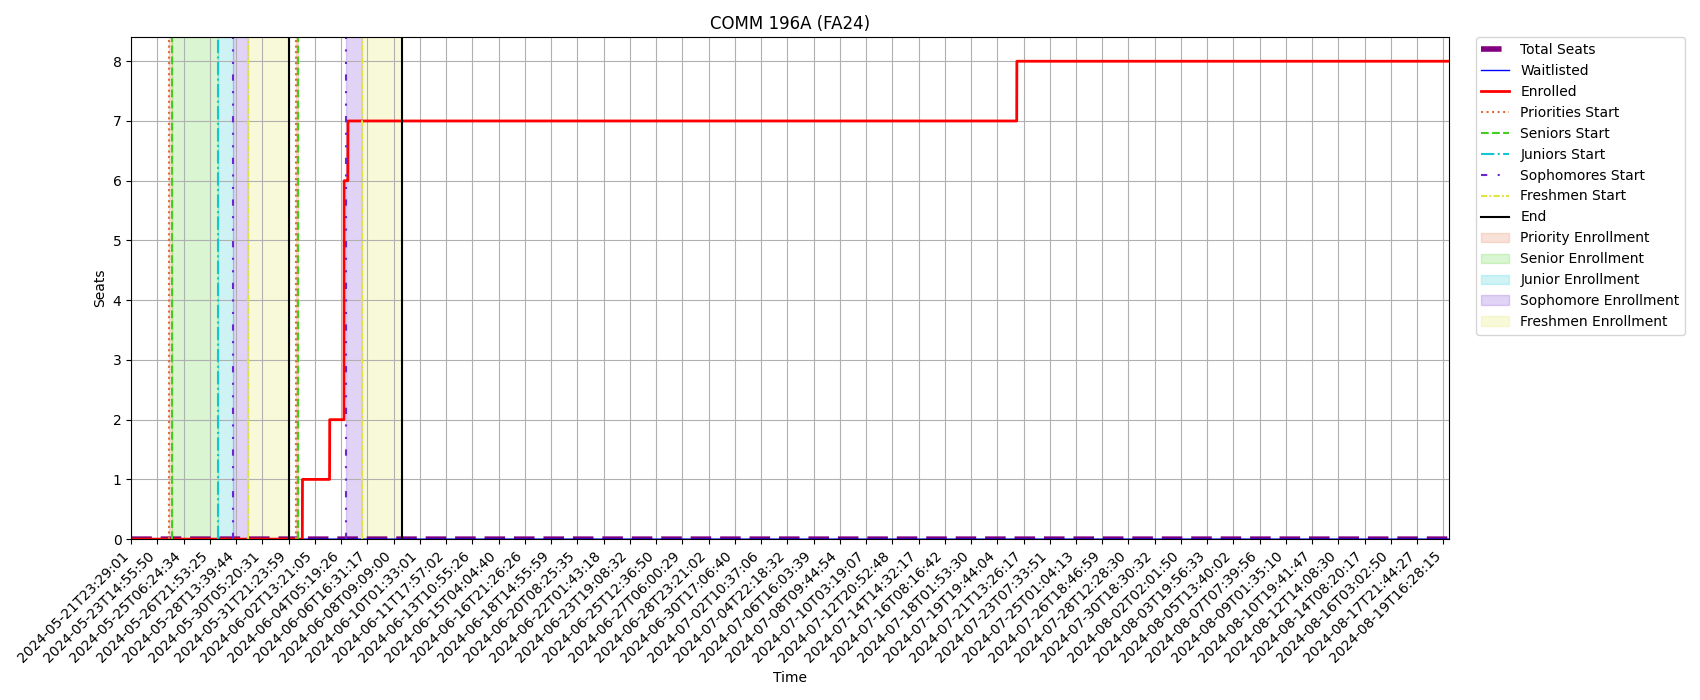 COMM 196A (FA24)
Seats
8
7
6
5
4
3
2
1
0
2024-05-21T23:29:01
2024-05-23T14:55:50
2024-05-25T06:24:34
2024-05-26T21:53:25
2024-05-28T13:39:44
2024-05-30T05:20:31
2024-05-31T21:23:59
2024-06-02T13:21:05
2024-06-04T05:19:26
2024-06-06T16:31:17
2024-06-08T09:09:00
2024-06-10T01:33:01
2024-06-11T17:57:02
2024-06-13T10:55:26
2024-06-15T04:04:40
2024-06-16T21:26:26
2024-06-18T14:55:59
2024-06-20T08:25:35
2024-06-22T01:43:18
2024-06-23T19:08:32
2024-06-25T12:36:50
2024-06-27T06:00:29
2024-06-28T23:21:02
2024-06-30T17:06:40
2024-07-02T10:37:06
2024-07-04T22:18:32
2024-07-06T16:03:39
2024-07-08T09:44:54
2024-07-10T03:19:07
2024-07-12T20:52:48
2024-07-14T14:32:17
2024-07-16T08:16:42
2024-07-18T01:53:30
2024-07-19T19:44:04
2024-07-21T13:26:17
2024-07-23T07:33:51
2024-07-25T01:04:13
2024-07-26T18:46:59
2024-07-28T12:28:30
2024-07-30T18:30:32
2024-08-02T02:01:50
2024-08-03T19:56:33
2024-08-05T13:40:02
2024-08-07T07:39:56
2024-08-09T01:35:10
2024-08-10T19:41:47
2024-08-12T14:08:30
2024-08-14T08:20:17
2024-08-16T03:02:50
2024-08-17T21:44:27
2024-08-19T16:28:15
Time
Total Seats
Waitlisted
Enrolled
Priorities Start
Seniors Start
Juniors Start
Sophomores Start
Freshmen Start
End
Priority Enrollment
Senior Enrollment
Junior Enrollment
Sophomore Enrollment
Freshmen Enrollment